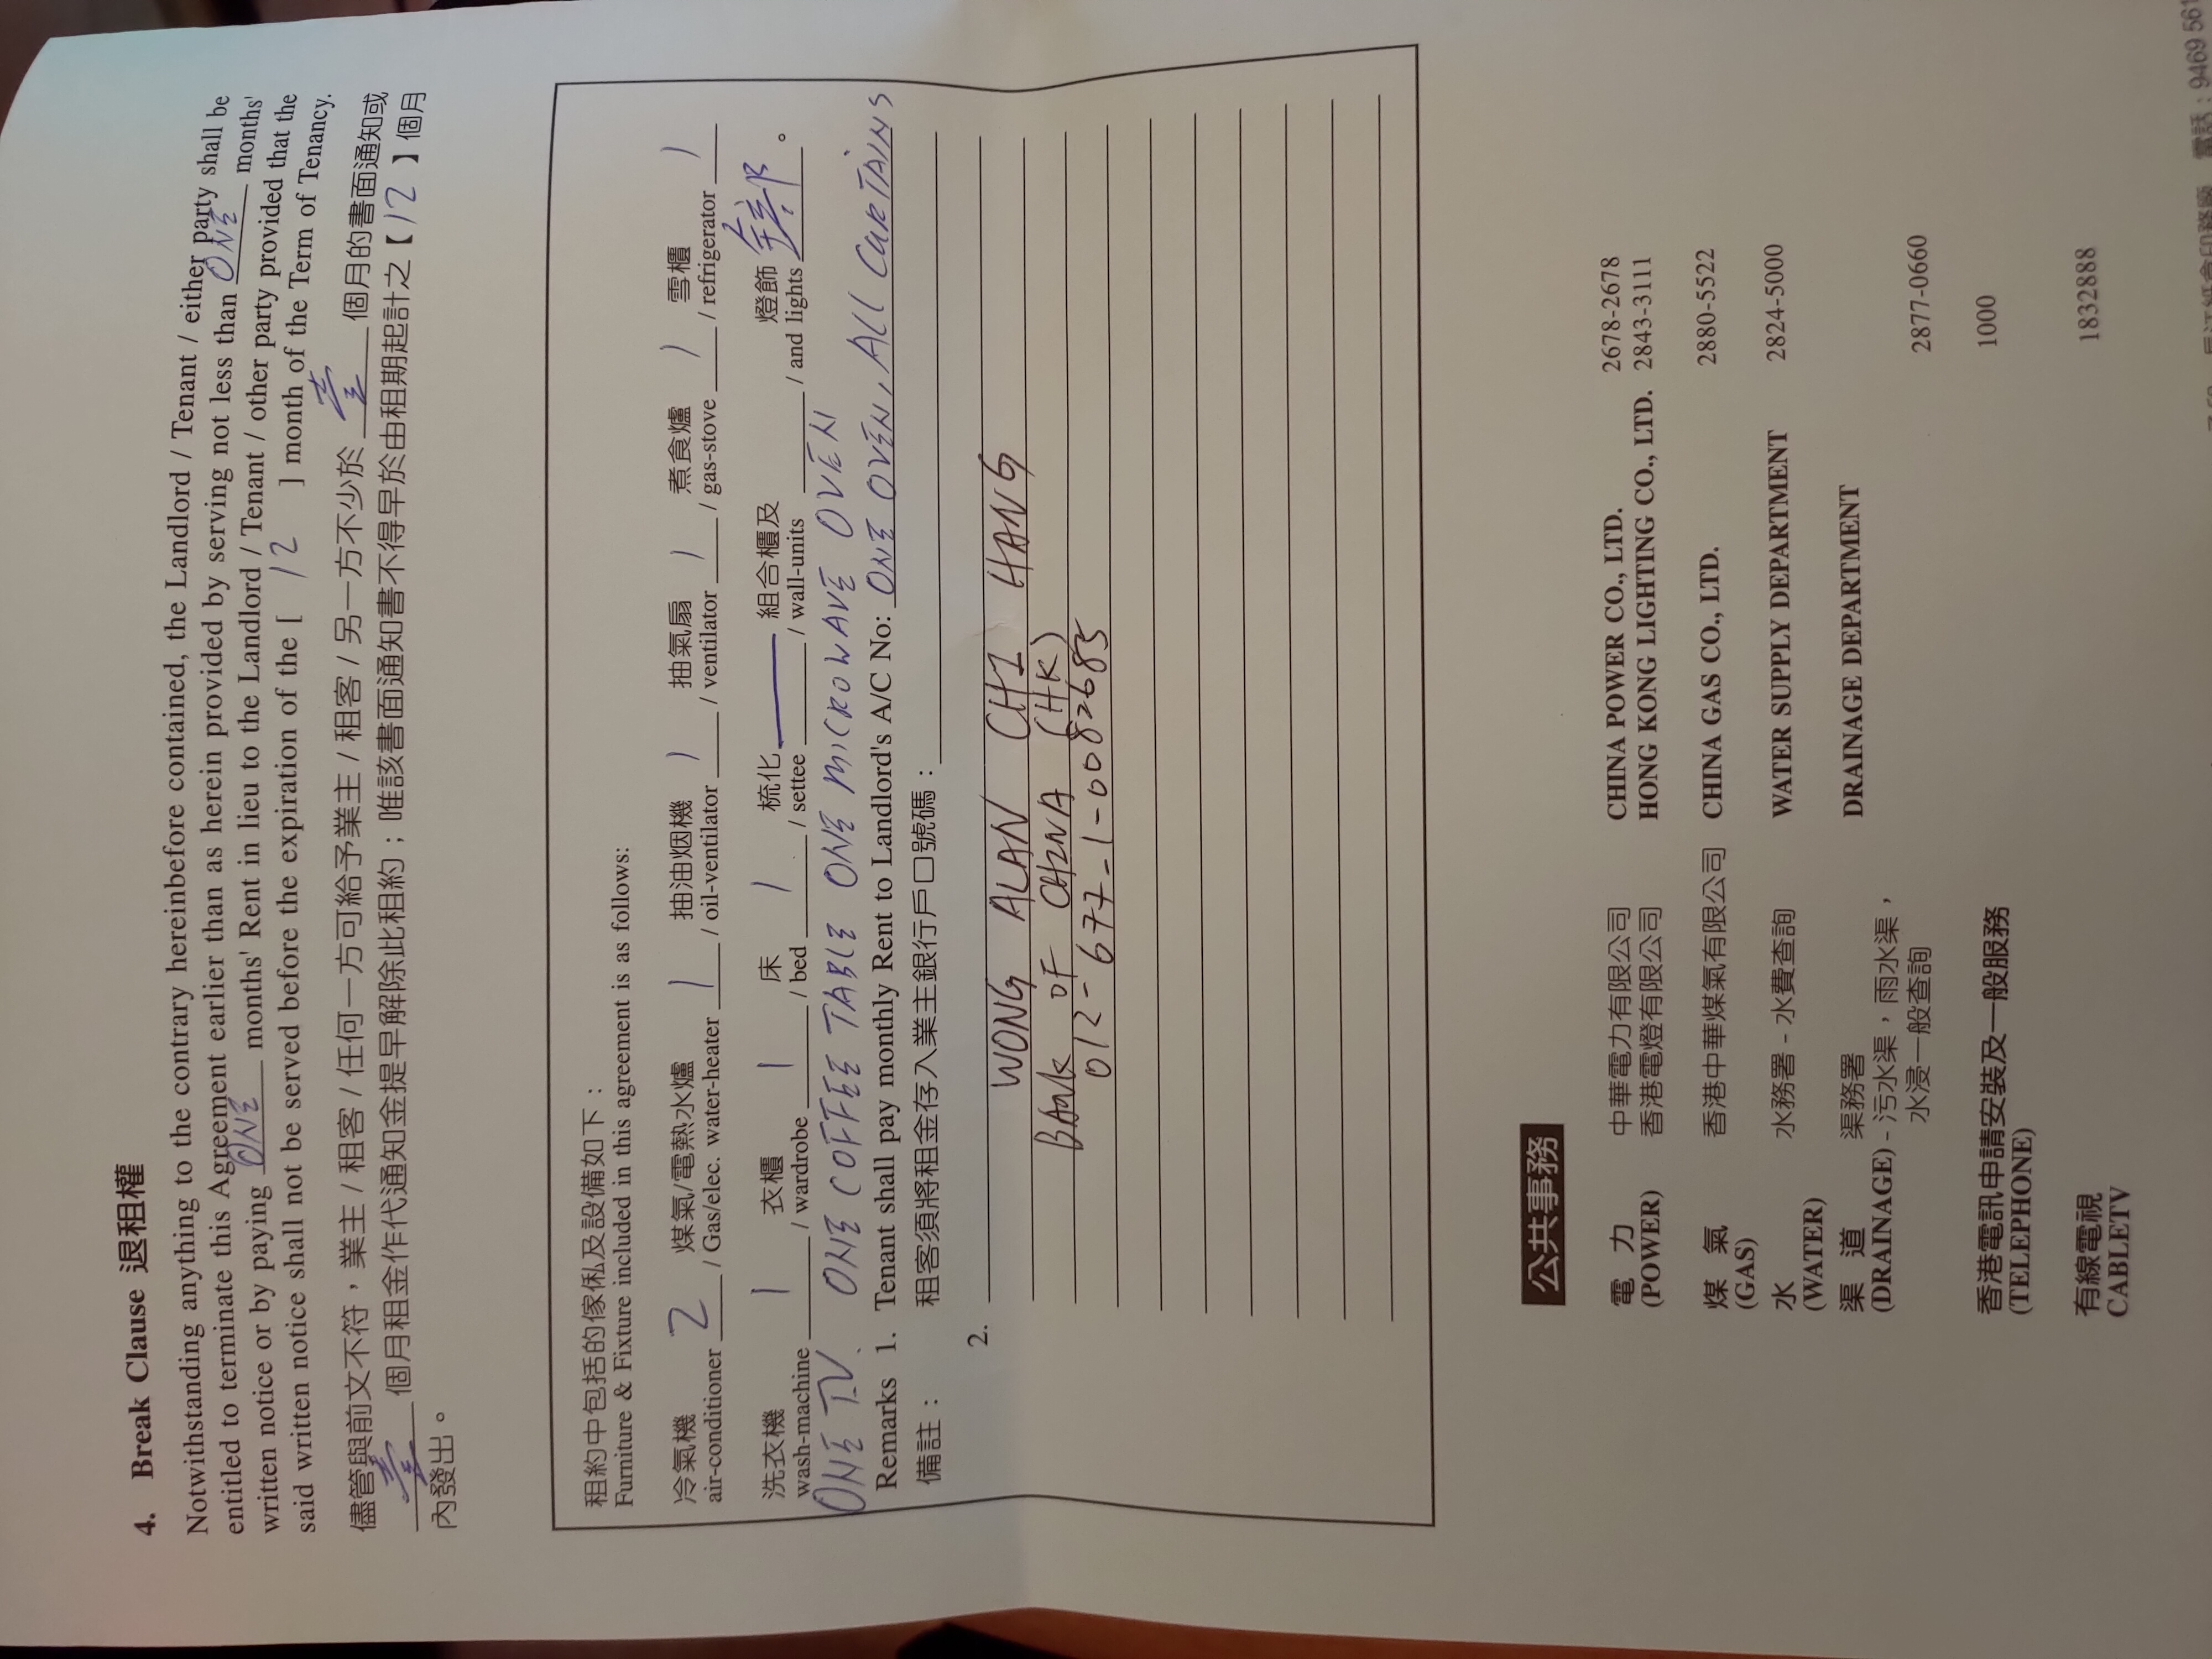 4. Break Clause 退租權
Notwithstanding anything to the contrary hereinbefore contained, the Landlord / Tenant / either party shall be
entitled to terminate this Agreement earlier than as herein provided by serving not less than ONE months'
written notice or by paying ONE months' Rent in lieu to the Landlord / Tenant / other party provided that the
said written notice shall not be served before the expiration of the [ 12 ] month of the Term of Tenancy.
儘管與前文不符，業主 / 租客 / 任何一方可給予業主 / 租客 / 另一方不少於 壹 個月的書面通知或
壹 個月租金作代通知金提早解除此租約；唯該書面通知書不得早於由租期起計之【 12 】個月
內發出。
租約中包括的傢俬及設備如下：
Furniture & Fixture included in this agreement is as follows:
冷氣機 煤氣/電熱水爐 抽油烟機 抽氣扇 煮食爐 雪櫃
air-conditioner 2 / Gas/elec. water-heater 1 / oil-ventilator 1 / ventilator 1 / gas-stove 1 / refrigerator 1
洗衣機 衣櫃 床 梳化 組合櫃及 燈飾 全部 。
wash-machine 1 / wardrobe 1 / bed 1 / settee — / wall-units / and lights
ONE T.V. ONE COFFEE TABLE ONE MICROWAVE OVEN
Remarks 1. Tenant shall pay monthly Rent to Landlord's A/C No: ONE OVEN, ALL CURTAINS
備註： 租客須將租金存入業主銀行戶口號碼：
2.
WONG ALAN CHI HANG
BANK OF CHINA (HK)
012-677-1-0082685
公共事務
電 力 中華電力有限公司 CHINA POWER CO., LTD. 2678-2678
(POWER) 香港電燈有限公司 HONG KONG LIGHTING CO., LTD. 2843-3111
煤 氣 香港中華煤氣有限公司 CHINA GAS CO., LTD. 2880-5522
(GAS)
水 水務署 - 水費查詢 WATER SUPPLY DEPARTMENT 2824-5000
(WATER)
渠 道 渠務署 DRAINAGE DEPARTMENT
(DRAINAGE) - 污水渠，雨水渠，
水浸一般查詢 2877-0660
香港電訊申請安裝及一般服務 1000
(TELEPHONE)
有線電視 1832888
CABLETV
電話：9469 561